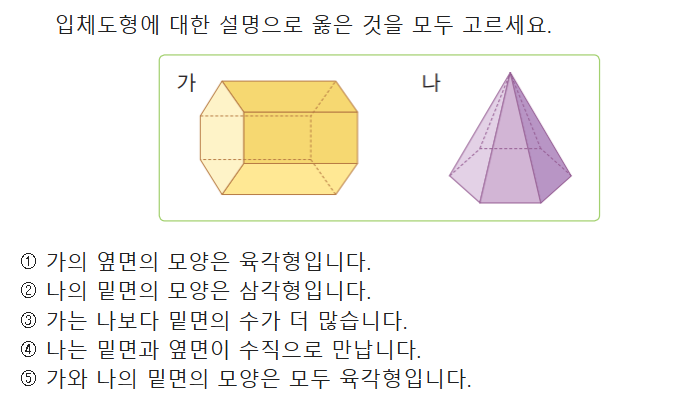 입체도형에 대한 설명으로 옳은 것을 모두 고르세요.
가
나
① 가의 옆면의 모양은 육각형입니다.
② 나의 밑면의 모양은 삼각형입니다.
③ 가는 나보다 밑면의 수가 더 많습니다.
④ 나는 밑면과 옆면이 수직으로 만납니다.
⑤ 가와 나의 밑면의 모양은 모두 육각형입니다.